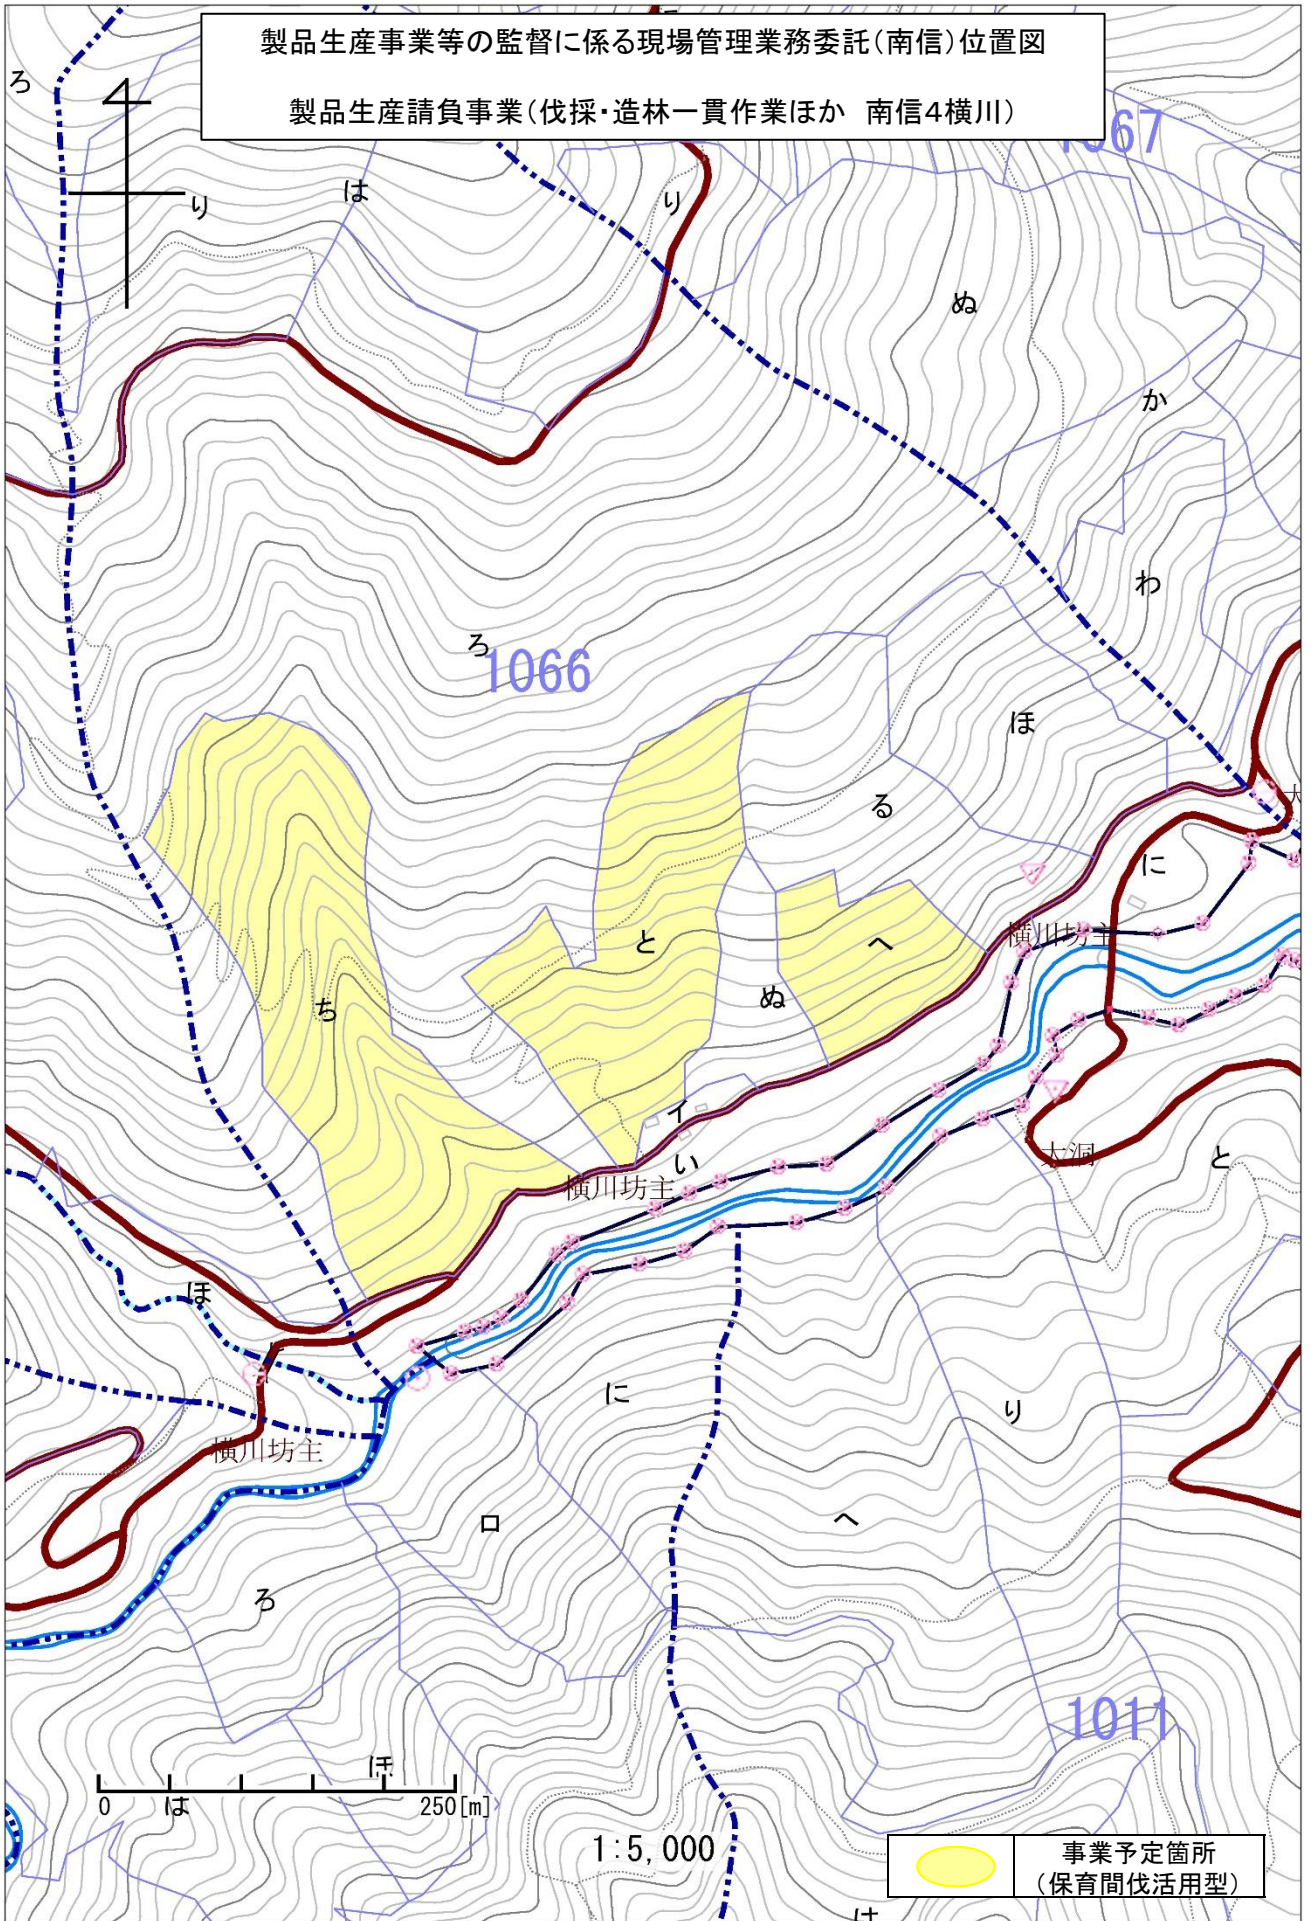 製品生産事業等の監督に係る現場管理業務委託(南信)位置図
製品生産請負事業(伐採・造林一貫作業ほか　南信4横川)
ろ
り
は
り
ぬ
か
わ
ろ
1066
ほ
る
に
横川坊主
と
へ
ぬ
ち
イ
い
横川坊主
大洞
と
ほ
に
り
横川坊主
ロ
へ
ろ
1011
ほ
は
0
250[m]
1:5,000
事業予定箇所
(保育間伐活用型)